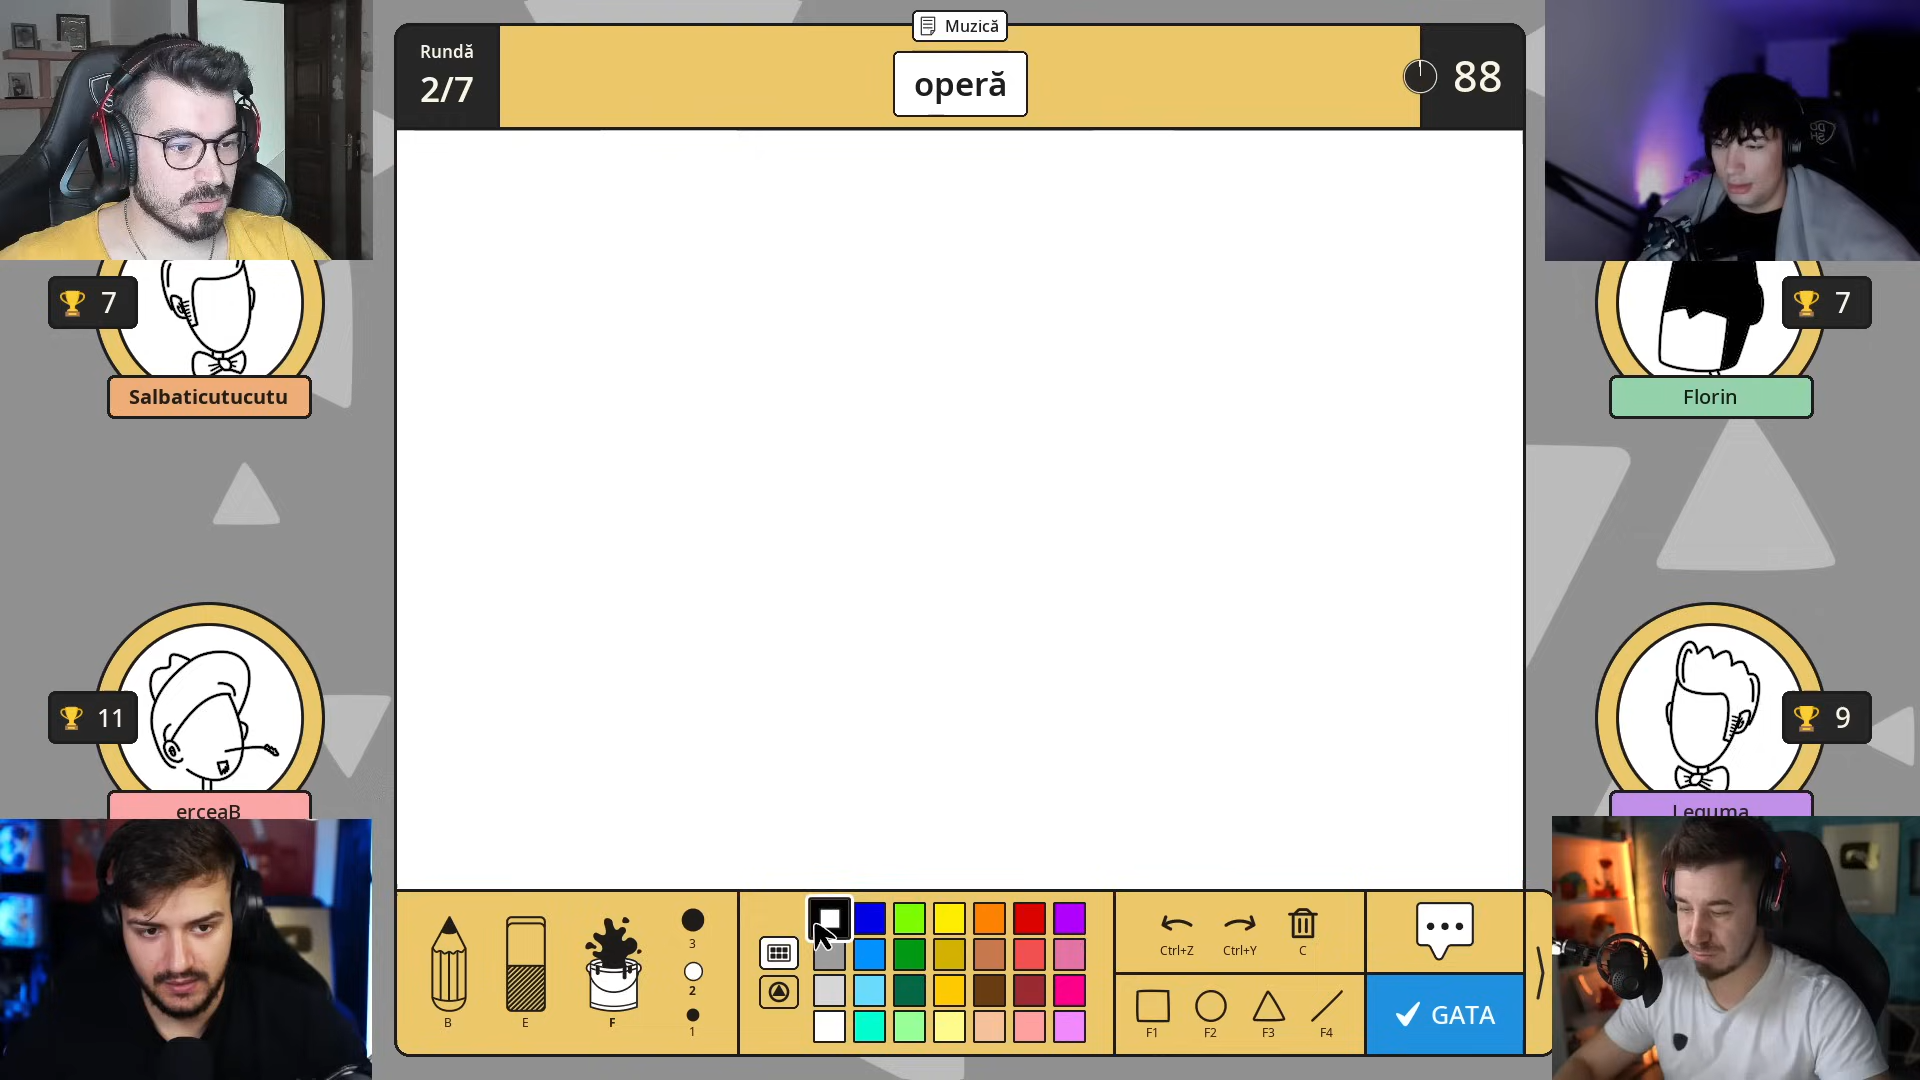 Muzică
Rundă
2/7
operă
88
7
Salbaticutucutu
7
Florin
11
erceaB
9
Leguma
B
E
F
3
2
1
Ctrl+Z
Ctrl+Y
C
F1
F2
F3
F4
GATA